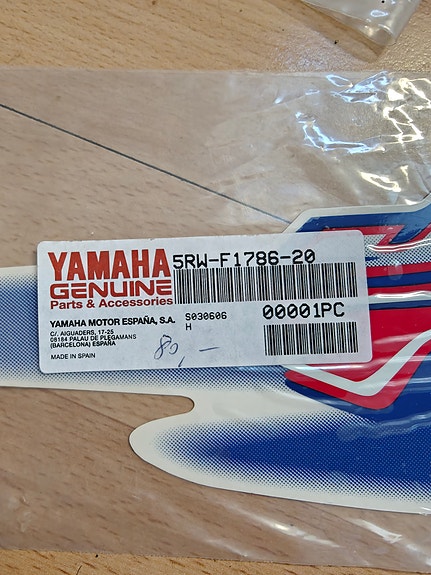 YAMAHA
GENUINE
Parts & Accessories
5RW-F1786-20
YAMAHA MOTOR ESPAÑA, S.A.
C/. AIGUADERS, 17-25
08184 PALAU DE PLEGAMANS
(BARCELONA) ESPAÑA
MADE IN SPAIN
S030606
H
00001PC
80,—